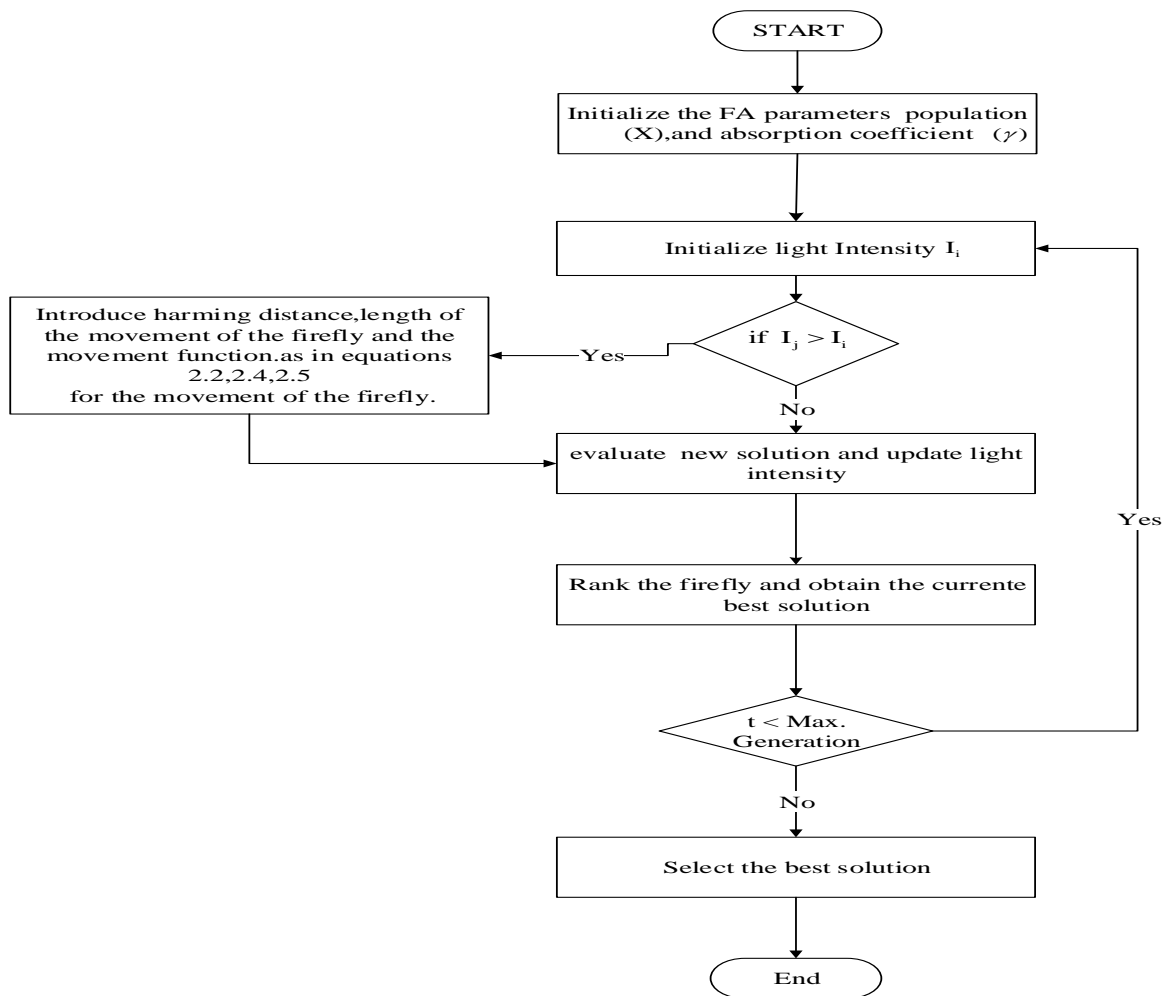 START
Initialize the FA parameters population
(X),and absorption coefficient (γ)
Initialize light Intensity Iᵢ
if Iⱼ > Iᵢ
Yes
Introduce harming distance,length of
the movement of the firefly and the
movement function.as in equations
2.2,2.4,2.5
for the movement of the firefly.
No
evaluate new solution and update light
intensity
Yes
Rank the firefly and obtain the currente
best solution
t < Max.
Generation
No
Select the best solution
End